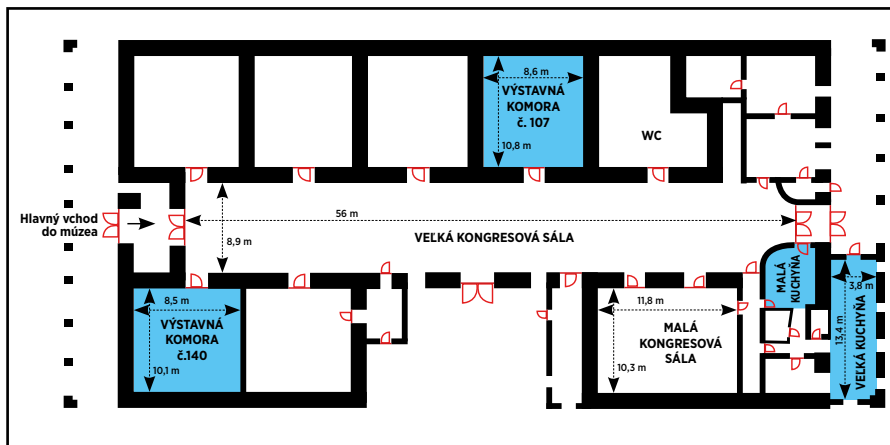 8,6 m
VÝSTAVNÁ
KOMORA
č. 107
10,8 m
WC
Hlavný vchod
do múzea
56 m
8,9 m
VEĽKÁ KONGRESOVÁ SÁLA
8,5 m
VÝSTAVNÁ
KOMORA
č.140
10,1 m
11,8 m
MALÁ
KONGRESOVÁ
SÁLA
10,3 m
MALÁ
KUCHYŇA
3,8 m
13,4 m
VEĽKÁ KUCHYŇA